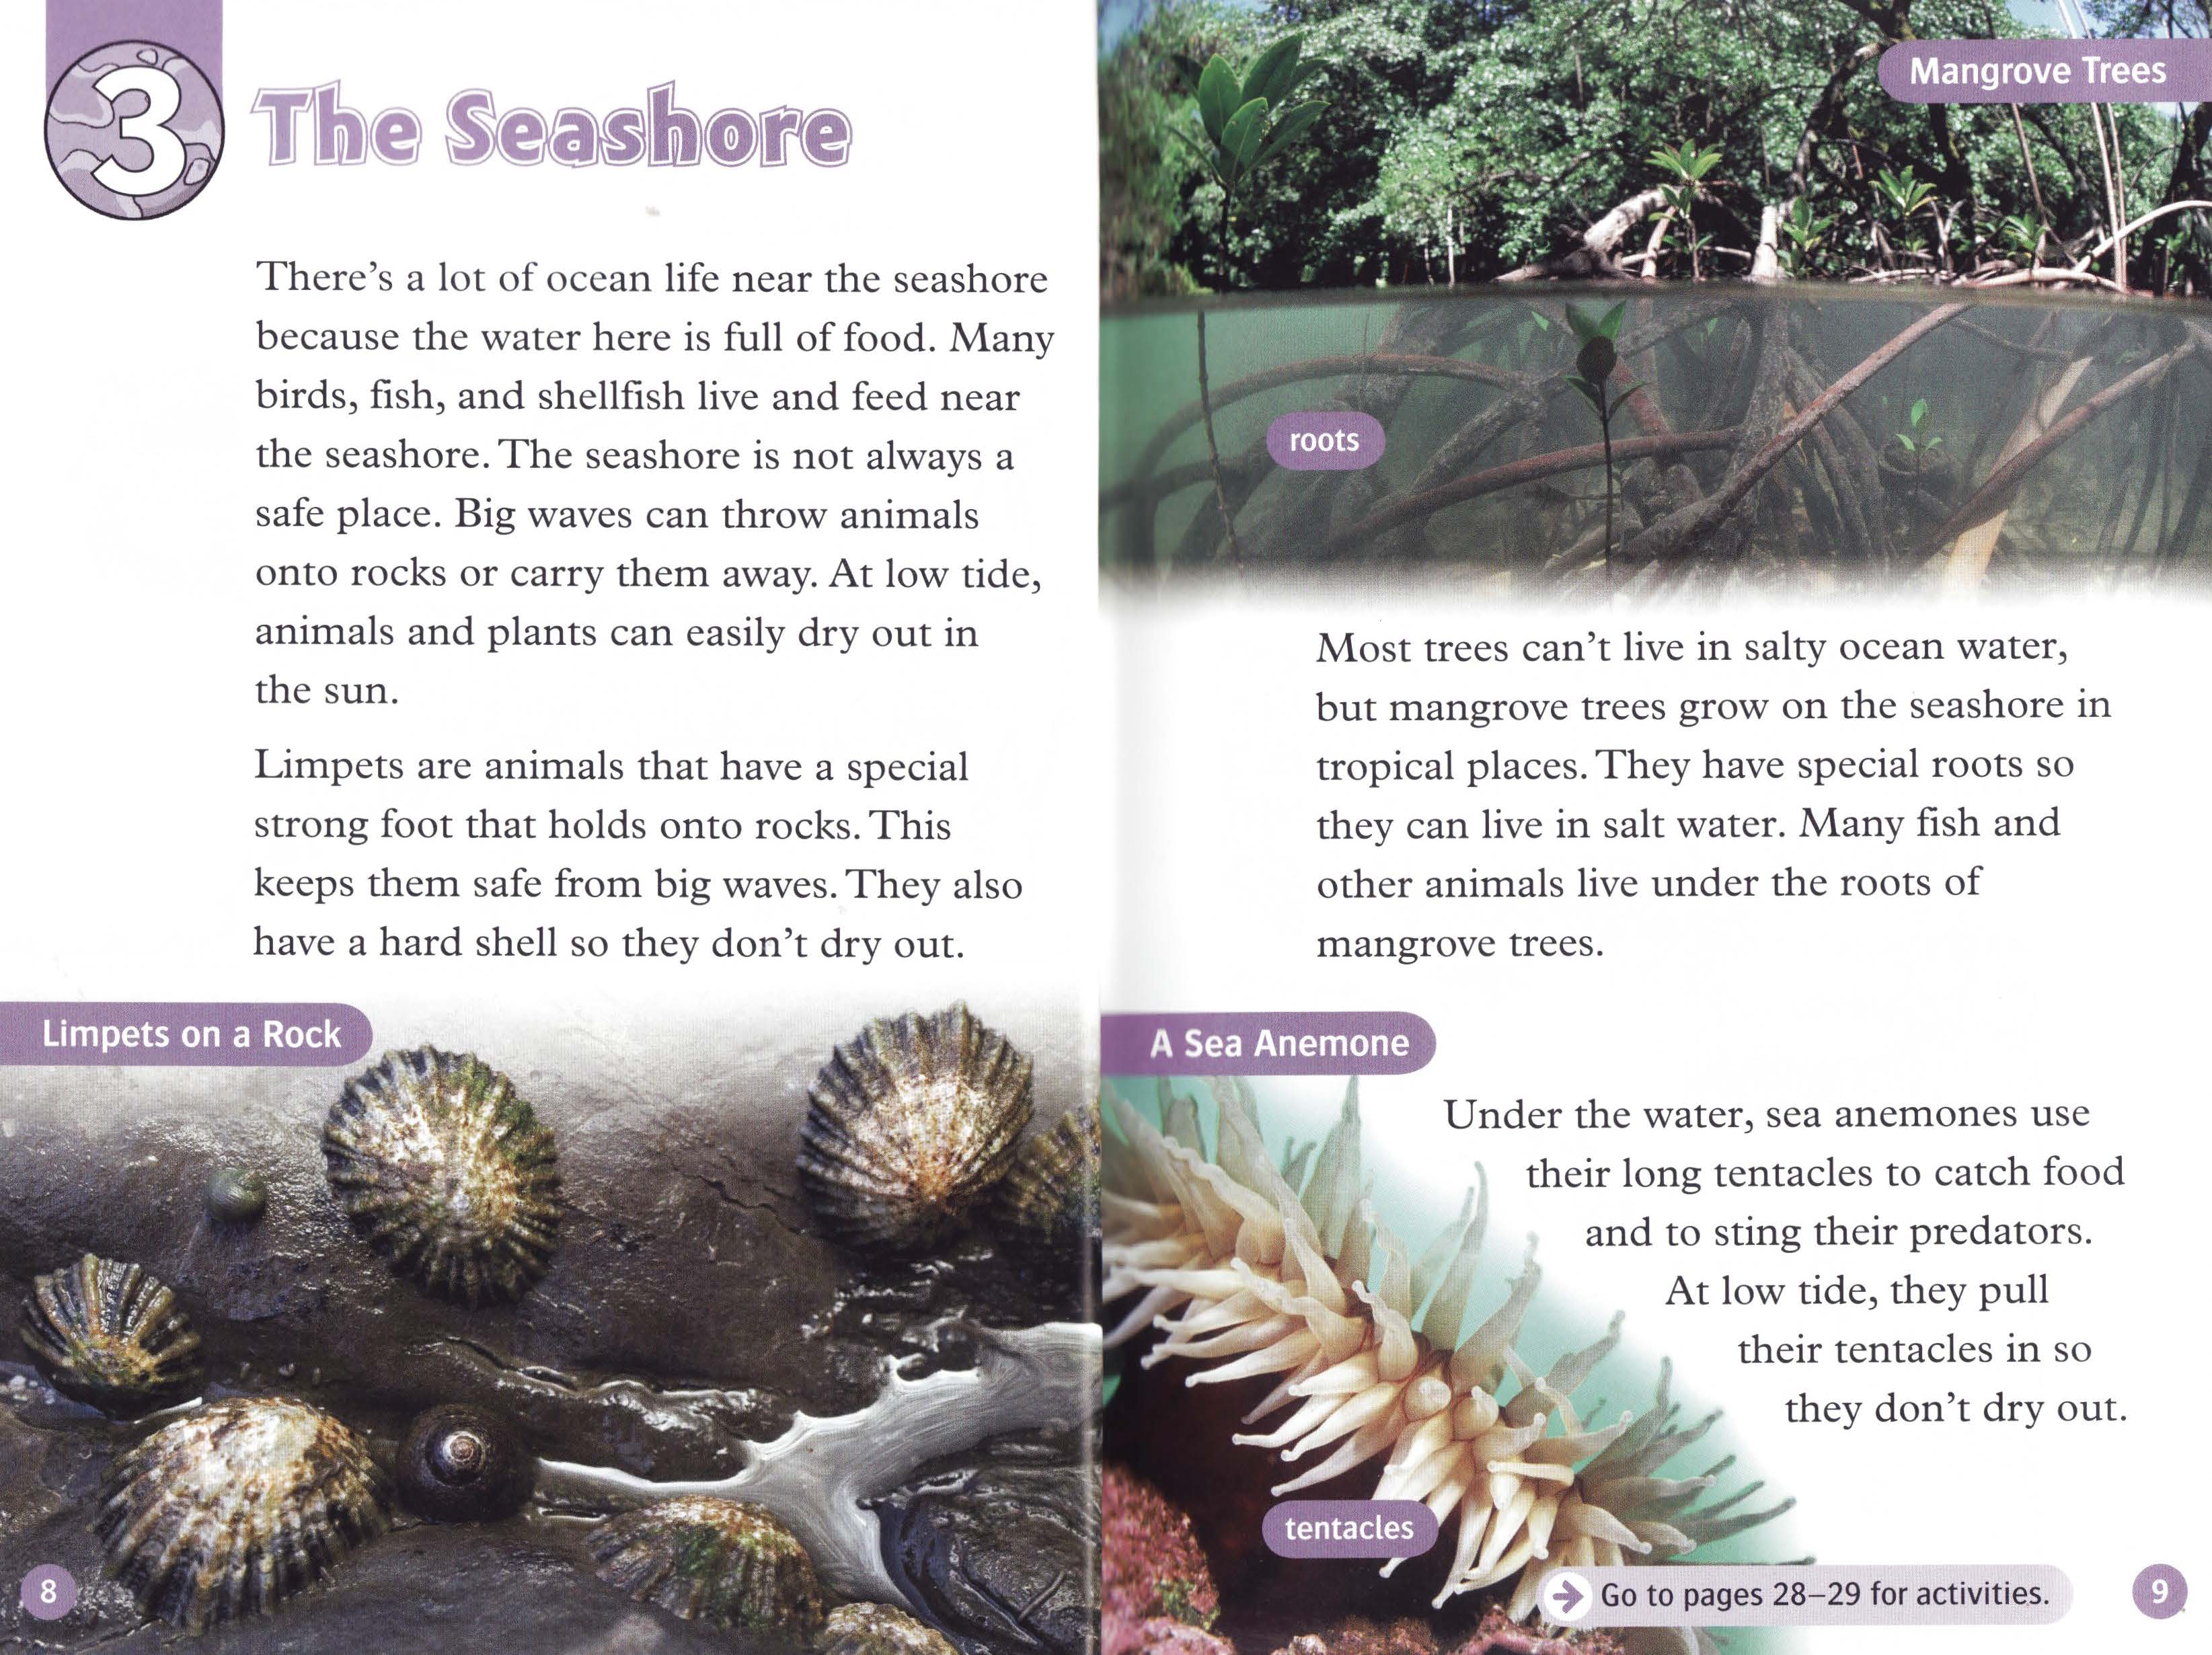 3
The Seashore
There's a lot of ocean life near the seashore
because the water here is full of food. Many
birds, fish, and shellfish live and feed near
the seashore. The seashore is not always a
safe place. Big waves can throw animals
onto rocks or carry them away. At low tide,
animals and plants can easily dry out in
the sun.
Limpets are animals that have a special
strong foot that holds onto rocks. This
keeps them safe from big waves. They also
have a hard shell so they don't dry out.
Limpets on a Rock
8
Mangrove Trees
roots
Most trees can't live in salty ocean water,
but mangrove trees grow on the seashore in
tropical places. They have special roots so
they can live in salt water. Many fish and
other animals live under the roots of
mangrove trees.
A Sea Anemone
Under the water, sea anemones use
their long tentacles to catch food
and to sting their predators.
At low tide, they pull
their tentacles in so
they don't dry out.
tentacles
Go to pages 28–29 for activities.
9